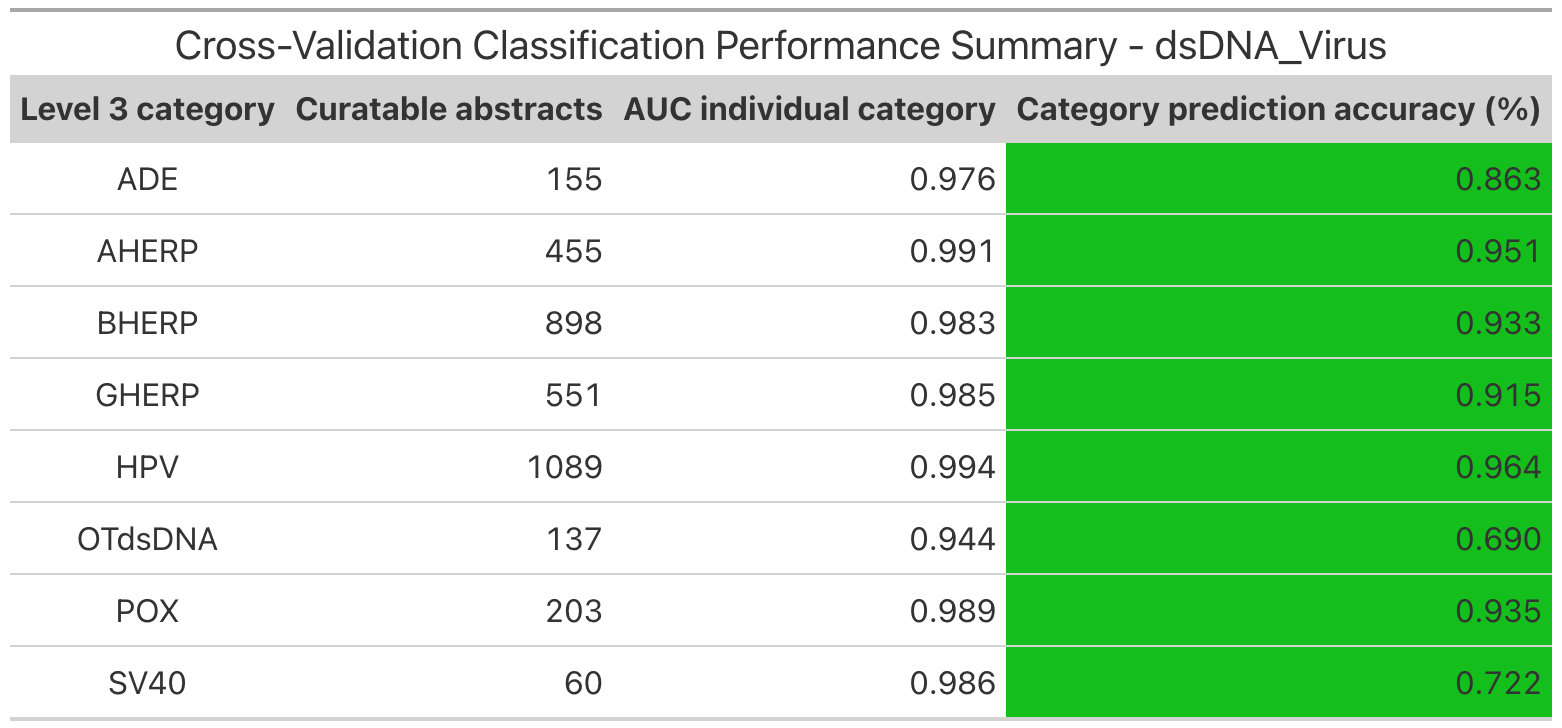 Cross-Validation Classification Performance Summary - dsDNA_Virus
Level 3 category Curatable abstracts AUC individual category Category prediction accuracy (%)
ADE 155 0.976 0.863
AHERP 455 0.991 0.951
BHERP 898 0.983 0.933
GHERP 551 0.985 0.915
HPV 1089 0.994 0.964
OTdsDNA 137 0.944 0.690
POX 203 0.989 0.935
SV40 60 0.986 0.722